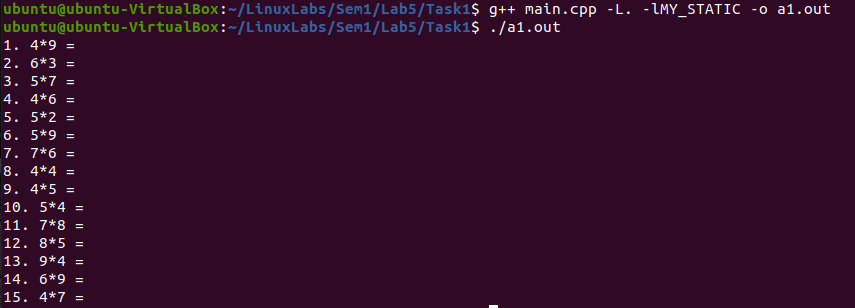 ubuntu@ubuntu-VirtualBox:~/LinuxLabs/Sem1/Lab5/Task1$ g++ main.cpp -L. -lMY_STATIC -o a1.out
ubuntu@ubuntu-VirtualBox:~/LinuxLabs/Sem1/Lab5/Task1$ ./a1.out
1. 4*9 =
2. 6*3 =
3. 5*7 =
4. 4*6 =
5. 5*2 =
6. 5*9 =
7. 7*6 =
8. 4*4 =
9. 4*5 =
10. 5*4 =
11. 7*8 =
12. 8*5 =
13. 9*4 =
14. 6*9 =
15. 4*7 =